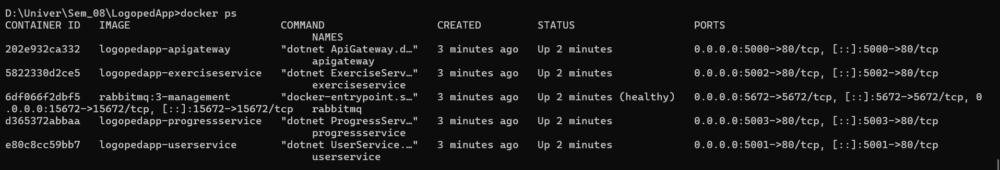 D:\Univer\Sem_08\LogopedApp>docker ps
CONTAINER ID   IMAGE                        COMMAND                  CREATED         STATUS                   PORTS
                                                 NAMES
202e932ca332   logopedapp-apigateway        "dotnet ApiGateway.d…"   3 minutes ago   Up 2 minutes             0.0.0.0:5000->80/tcp, [::]:5000->80/tcp
                                                 apigateway
5822330d2ce5   logopedapp-exerciseservice   "dotnet ExerciseServ…"   3 minutes ago   Up 2 minutes             0.0.0.0:5002->80/tcp, [::]:5002->80/tcp
                                                 exerciseservice
6df066f2dbf5   rabbitmq:3-management        "docker-entrypoint.s…"   3 minutes ago   Up 2 minutes (healthy)   0.0.0.0:5672->5672/tcp, [::]:5672->5672/tcp, 0
.0.0.0:15672->15672/tcp, [::]:15672->15672/tcp   rabbitmq
d365372abbaa   logopedapp-progressservice   "dotnet ProgressServ…"   3 minutes ago   Up 2 minutes             0.0.0.0:5003->80/tcp, [::]:5003->80/tcp
                                                 progressservice
e80c8cc59bb7   logopedapp-userservice       "dotnet UserService.…"   3 minutes ago   Up 2 minutes             0.0.0.0:5001->80/tcp, [::]:5001->80/tcp
                                                 userservice